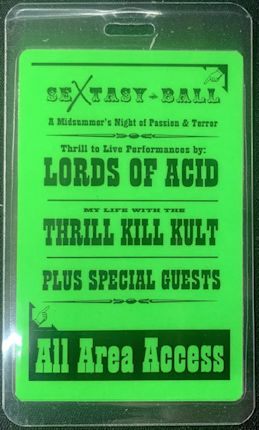 SEXTASY - BALL
A Midsummer's Night of Passion & Terror
Thrill to Live Performances by:
LORDS OF ACID
MY LIFE WITH THE
THRILL KILL KULT
PLUS SPECIAL GUESTS
All Area Access